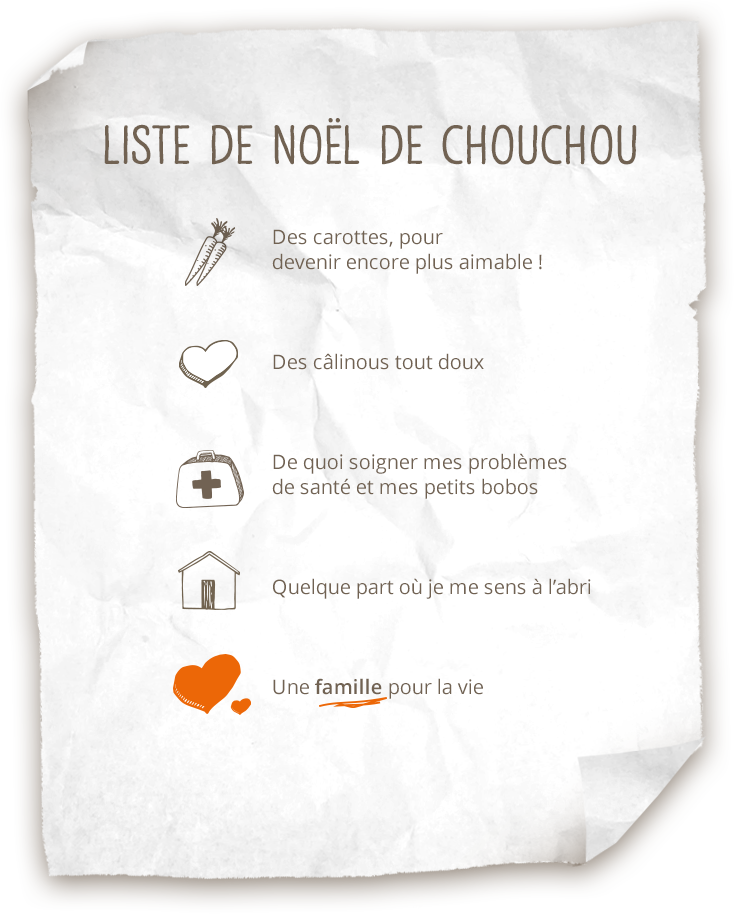 LISTE DE NOËL DE CHOUCHOU
Des carottes, pour
devenir encore plus aimable !
Des câlinous tout doux
De quoi soigner mes problèmes
de santé et mes petits bobos
Quelque part où je me sens à l’abri
Une famille pour la vie